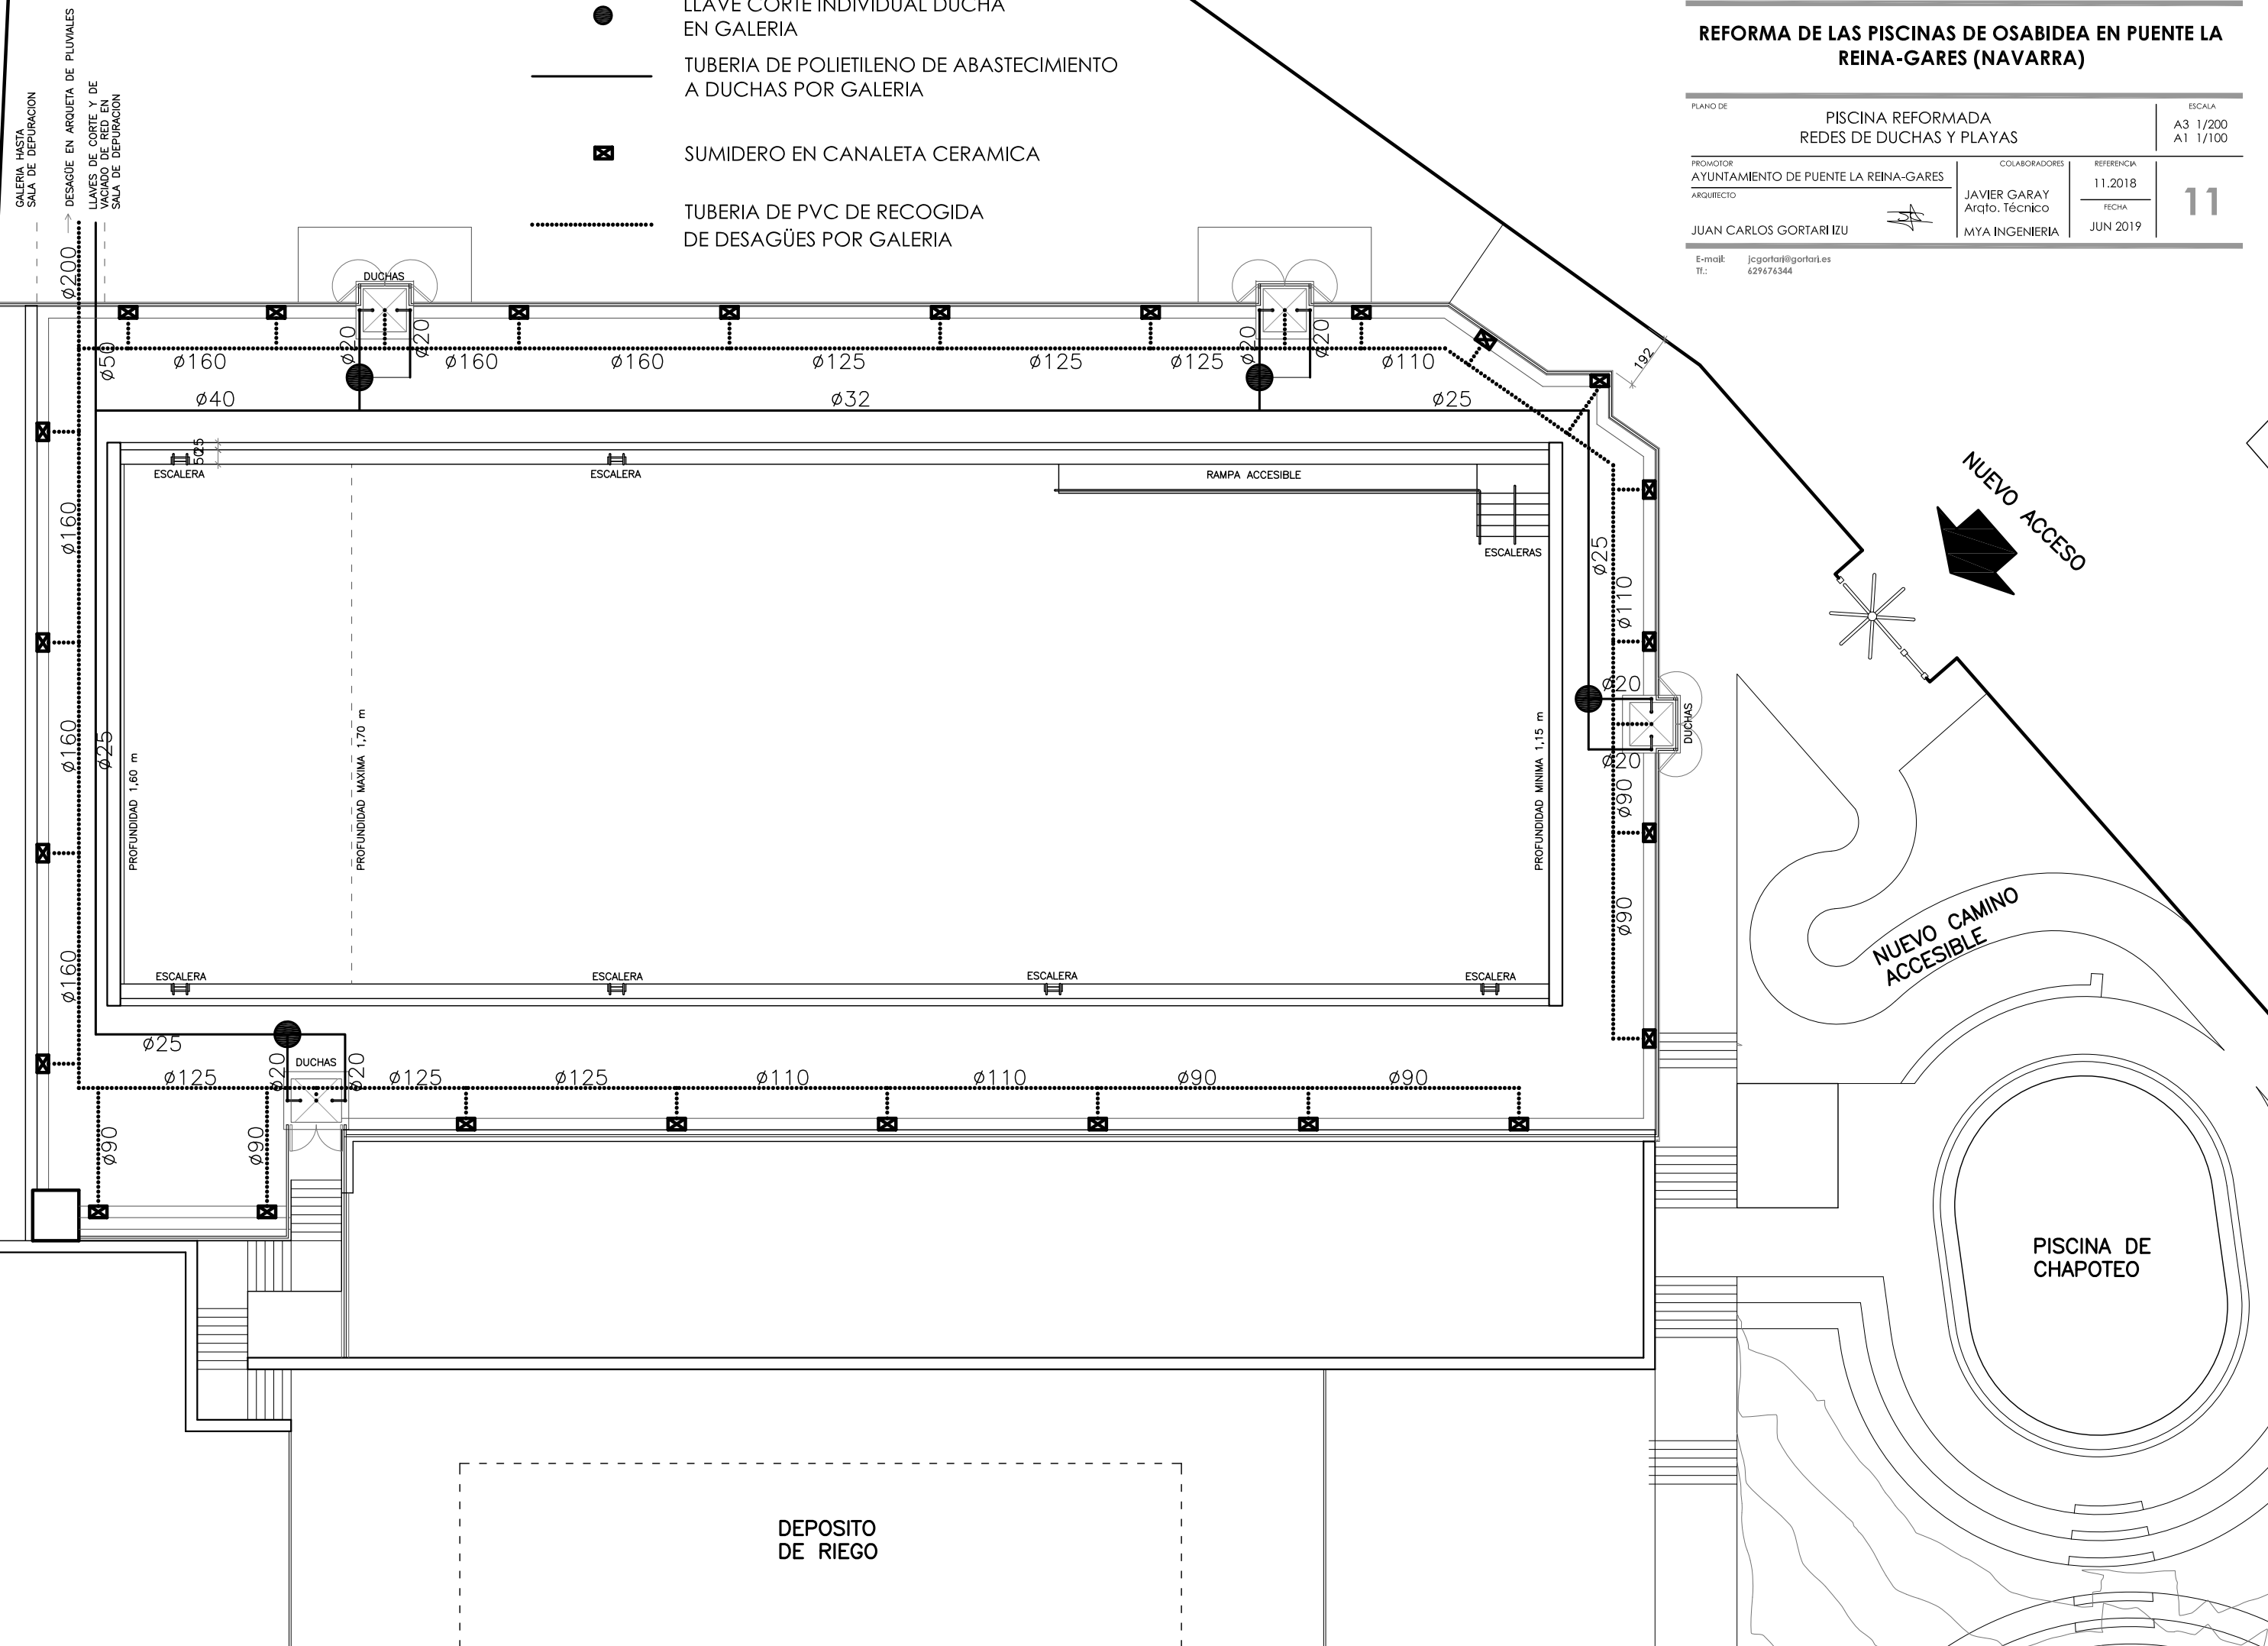 LLAVE CORTE INDIVIDUAL DUCHA
EN GALERIA
TUBERIA DE POLIETILENO DE ABASTECIMIENTO
A DUCHAS POR GALERIA
SUMIDERO EN CANALETA CERAMICA
TUBERIA DE PVC DE RECOGIDA
DE DESAGÜES POR GALERIA
REFORMA DE LAS PISCINAS DE OSABIDEA EN PUENTE LA
REINA-GARES (NAVARRA)
PLANO DE
PISCINA REFORMADA
REDES DE DUCHAS Y PLAYAS
ESCALA
A3 1/200
A1 1/100
PROMOTOR
AYUNTAMIENTO DE PUENTE LA REINA-GARES
ARQUITECTO
JUAN CARLOS GORTARI IZU
COLABORADORES
JAVIER GARAY
Arqto. Técnico
MYA INGENIERIA
REFERENCIA
11.2018
FECHA
JUN 2019
11
E-mail: jcgortari@gortari.es
Tf.: 629676344
GALERIA HASTA
SALA DE DEPURACION
DESAGÜE EN ARQUETA DE PLUVIALES
LLAVES DE CORTE Y DE
VACIADO DE RED EN
SALA DE DEPURACION
ø200
DUCHAS
ø50
ø160
ø20
ø20
ø160
ø160
ø125
ø125
ø125
ø20
ø20
ø110
192
ø40
ø32
ø25
5025
ESCALERA
ESCALERA
RAMPA ACCESIBLE
ESCALERAS
NUEVO ACCESO
ø160
ø25
ø110
ø160
ø25
PROFUNDIDAD 1,60 m
PROFUNDIDAD MAXIMA 1,70 m
PROFUNDIDAD MINIMA 1,15 m
ø20
DUCHAS
ø20
ø90
ø90
NUEVO CAMINO
ACCESIBLE
ø160
ESCALERA
ESCALERA
ESCALERA
ESCALERA
ø25
ø20
DUCHAS
ø20
ø125
ø125
ø125
ø110
ø110
ø90
ø90
ø90
ø90
PISCINA DE
CHAPOTEO
DEPOSITO
DE RIEGO